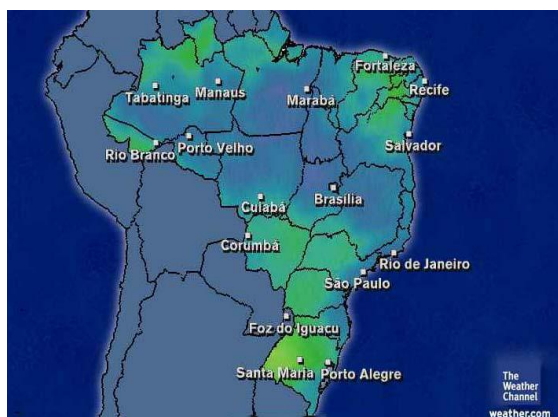 Fortaleza
Tabatinga
Manaus
Marabá
Recife
Rio Branco
Porto Velho
Salvador
Cuiabá
Brasília
Corumbá
Rio de Janeiro
São Paulo
Foz do Iguacu
Santa Maria
Porto Alegre
The
Weather
Channel
weather.com